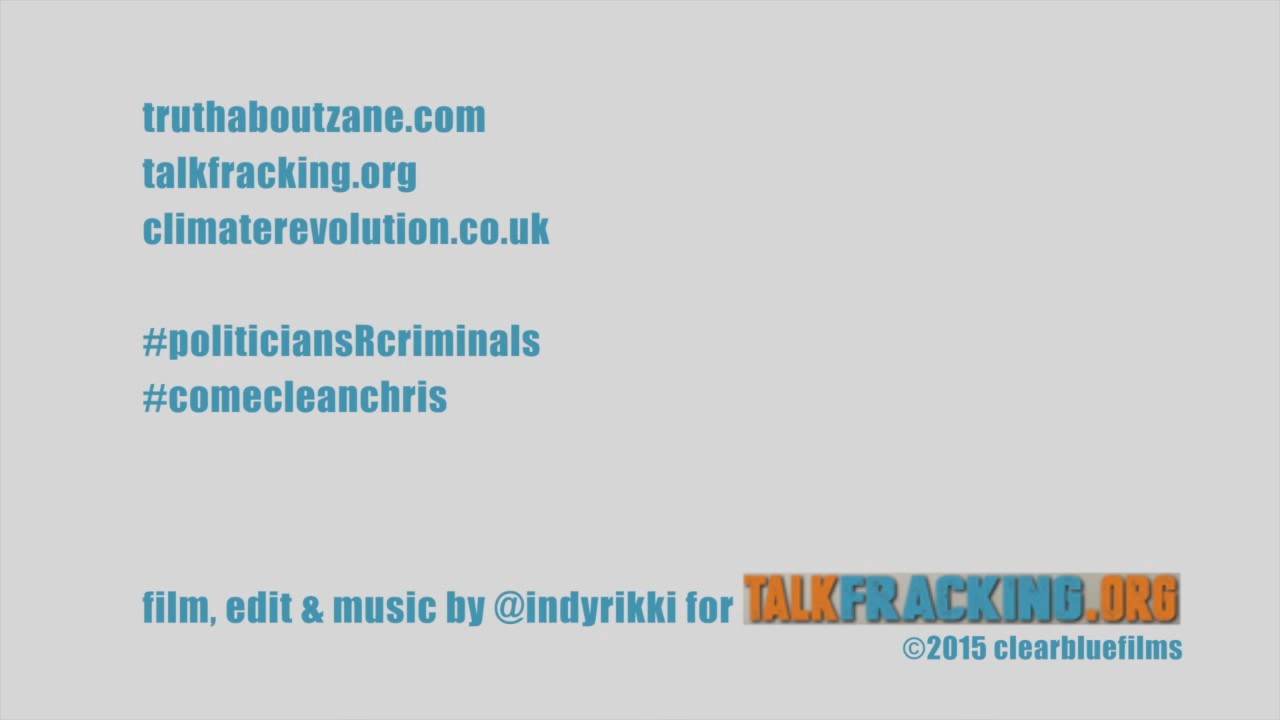 truthaboutzane.com
talkfracking.org
climaterevolution.co.uk
#politiciansRcriminals
#comecleanchris
film, edit & music by @indyrikki for TALKFRACKING.ORG
©2015 clearbluefilms